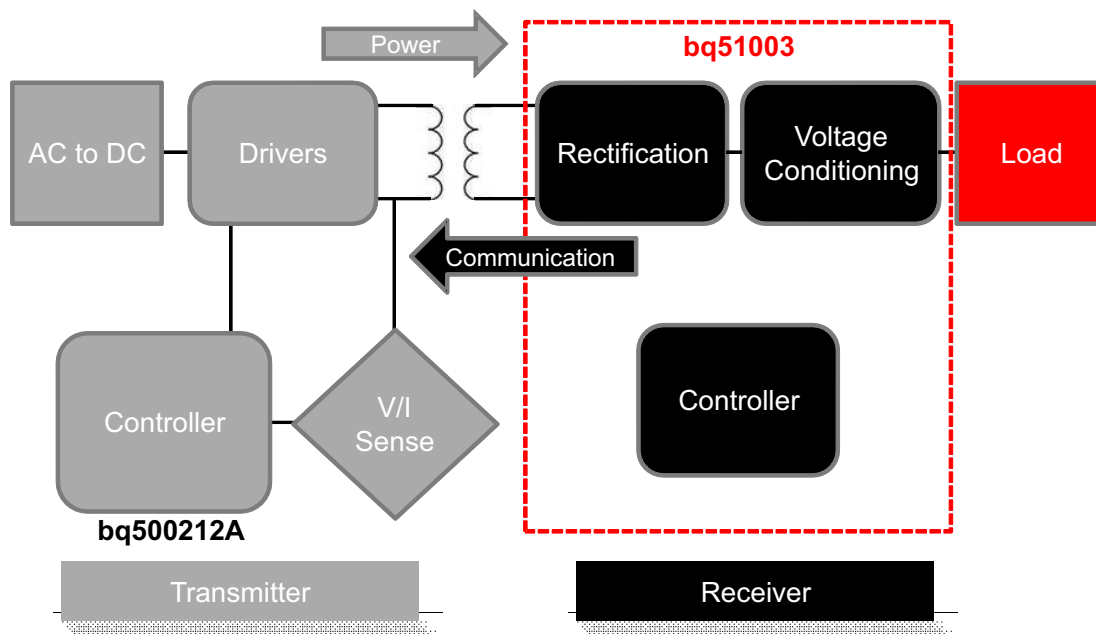 Power
bq51003
AC to DC
Drivers
Rectification
Voltage
Conditioning
Load
Communication
Controller
V/I
Sense
Controller
bq500212A
Transmitter
Receiver